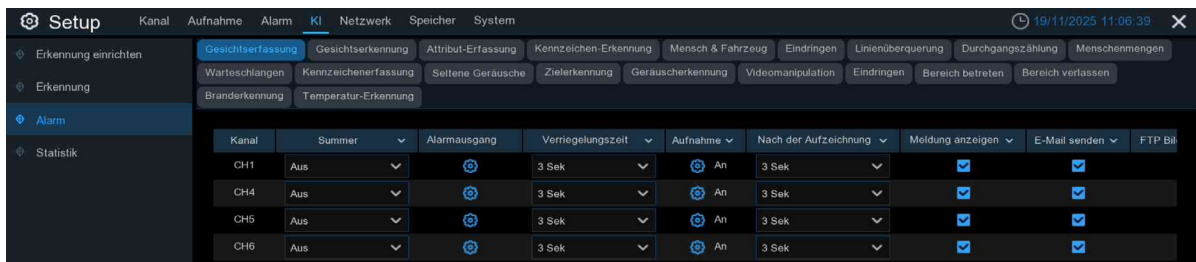 Setup Kanal Aufnahme Alarm KI Netzwerk Speicher System 19/11/2025 11:06:39
Erkennung einrichten
Erkennung
Alarm
Statistik
Gesichtserfassung Gesichtserkennung Attribut-Erfassung Kennzeichen-Erkennung Mensch & Fahrzeug Eindringen Linienüberquerung Durchgangszählung Menschenmengen
Warteschlangen Kennzeichenerfassung Seltene Geräusche Zielerkennung Geräuscherkennung Videomanipulation Eindringen Bereich betreten Bereich verlassen
Branderkennung Temperatur-Erkennung
Kanal Summer Alarmausgang Verriegelungszeit Aufnahme Nach der Aufzeichnung Meldung anzeigen E-Mail senden FTP Bil
CH1 Aus 3 Sek An 3 Sek
CH4 Aus 3 Sek An 3 Sek
CH5 Aus 3 Sek An 3 Sek
CH6 Aus 3 Sek An 3 Sek